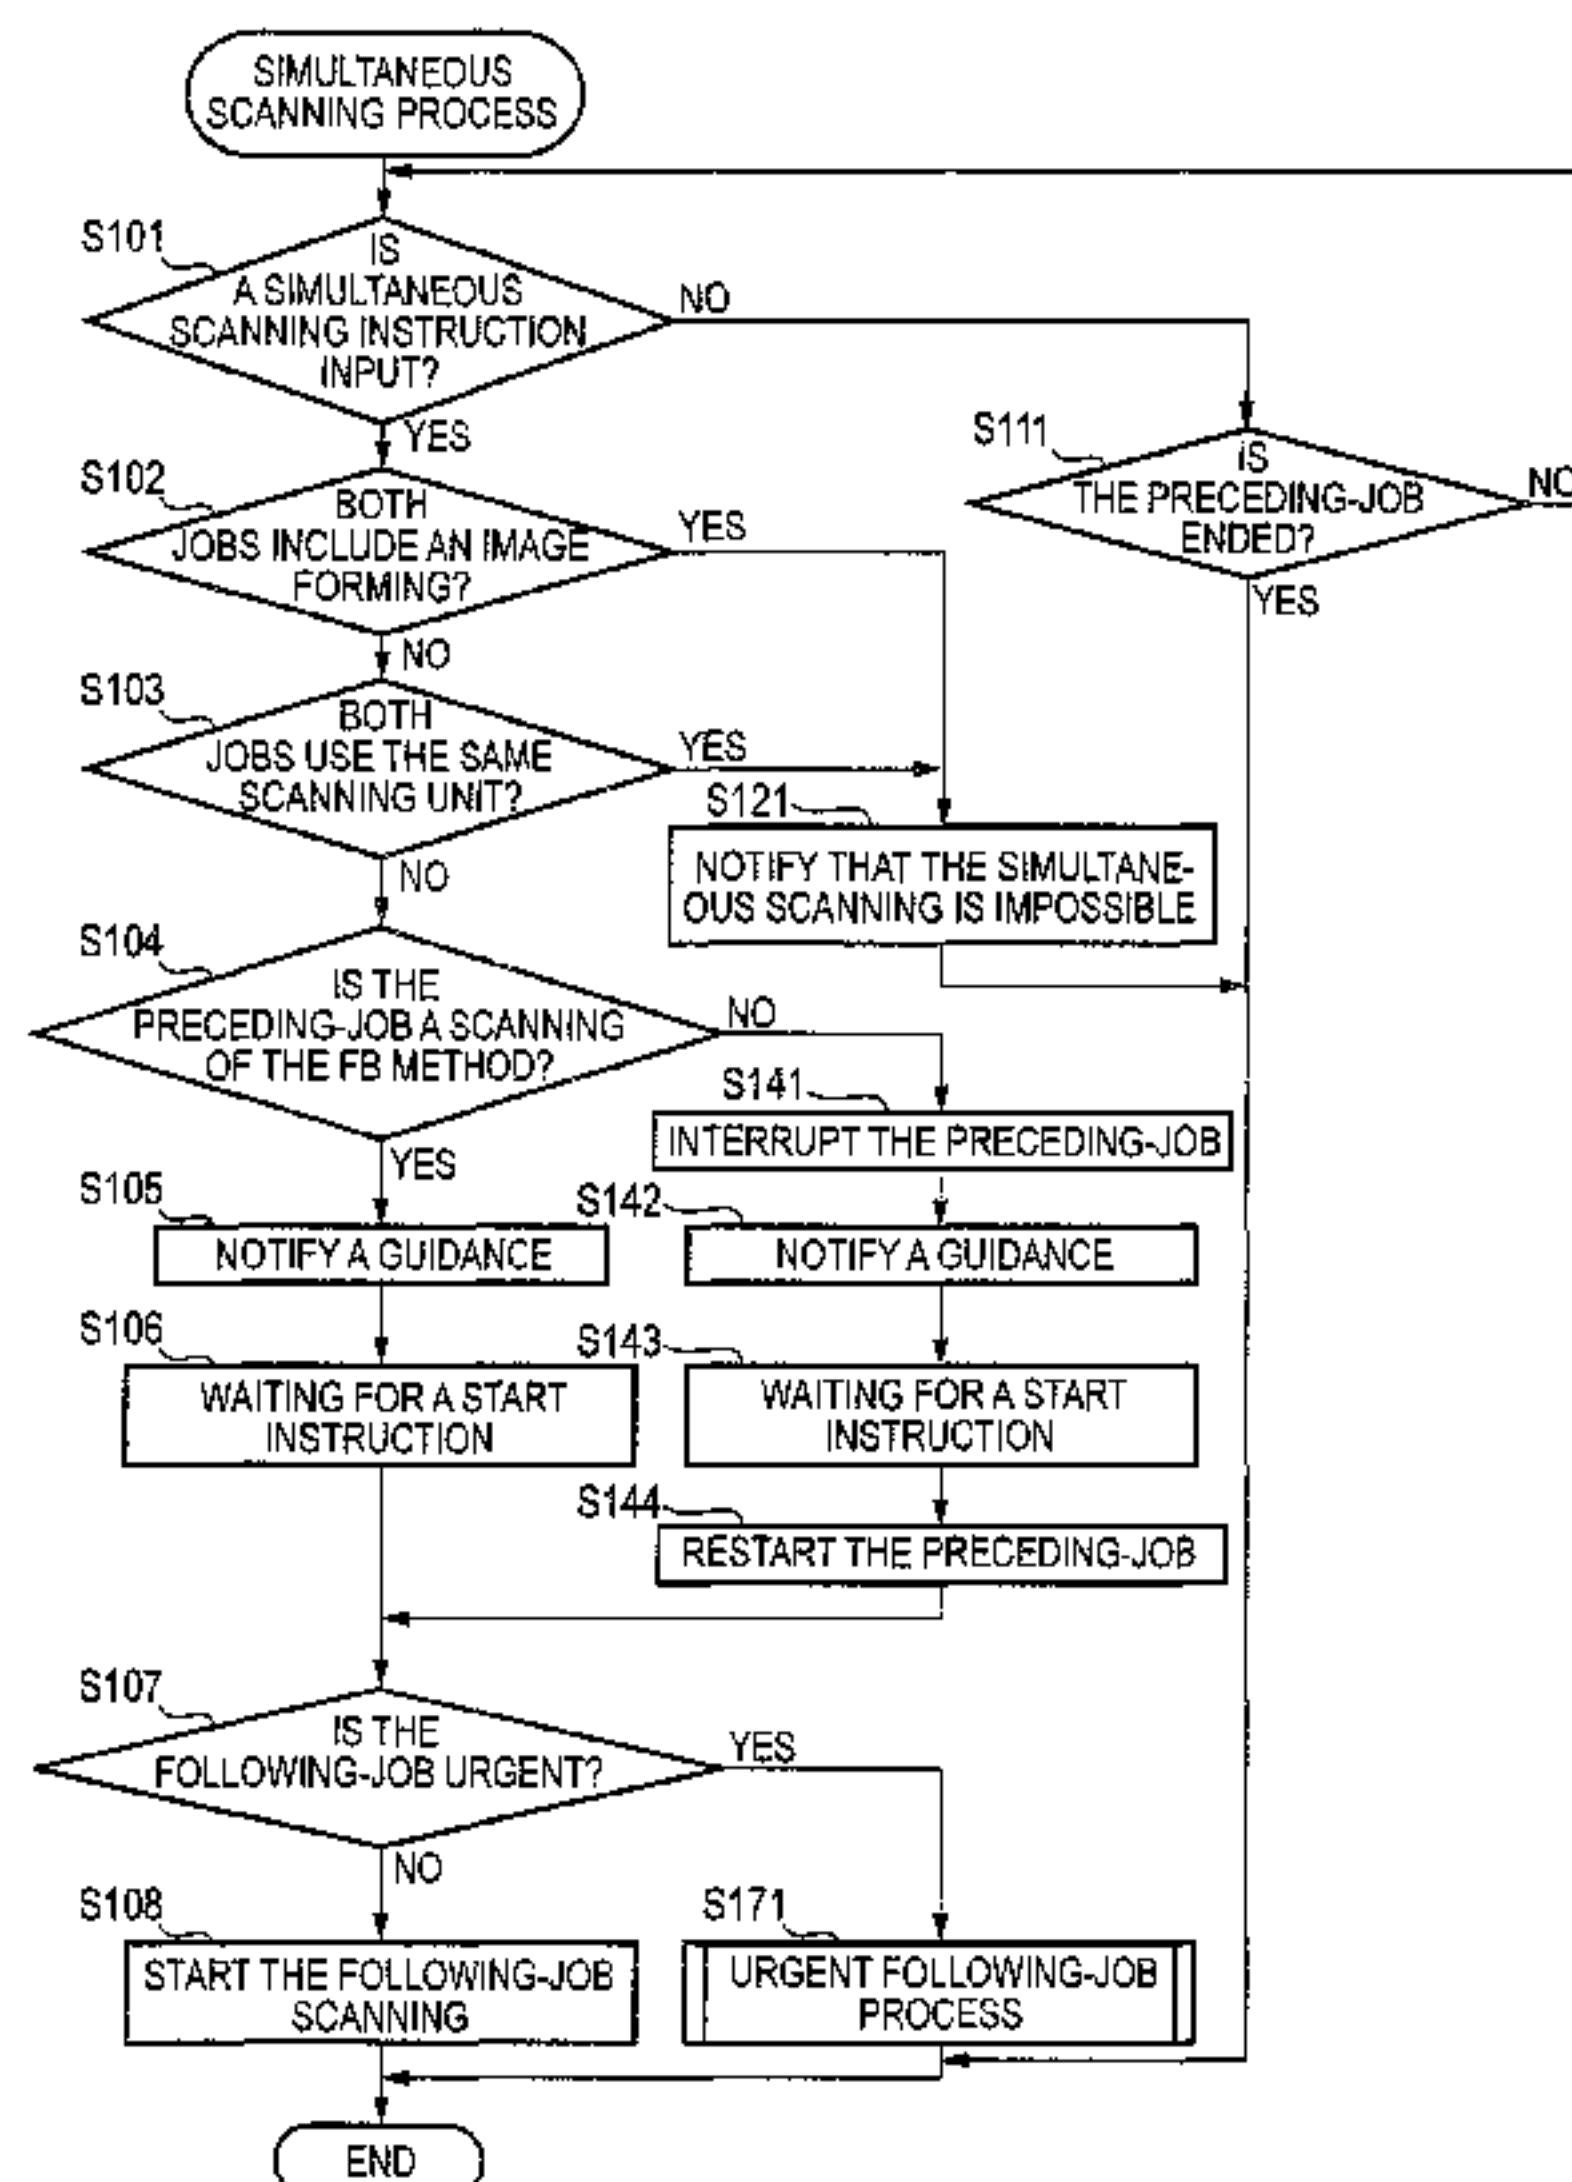 SIMULTANEOUS
SCANNING PROCESS
S101
IS
A SIMULTANEOUS
SCANNING INSTRUCTION
INPUT?
NO
YES
S111
IS
THE PRECEDING-JOB
ENDED?
NO
YES
S102
BOTH
JOBS INCLUDE AN IMAGE
FORMING?
YES
NO
S103
BOTH
JOBS USE THE SAME
SCANNING UNIT?
YES
NO
S121
NOTIFY THAT THE SIMULTANE-
OUS SCANNING IS IMPOSSIBLE
S104
IS THE
PRECEDING-JOB A SCANNING
OF THE FB METHOD?
NO
YES
S141
INTERRUPT THE PRECEDING-JOB
S105
NOTIFY A GUIDANCE
S142
NOTIFY A GUIDANCE
S106
WAITING FOR A START
INSTRUCTION
S143
WAITING FOR A START
INSTRUCTION
S144
RESTART THE PRECEDING-JOB
S107
IS THE
FOLLOWING-JOB URGENT?
YES
NO
S108
START THE FOLLOWING-JOB
SCANNING
S171
URGENT FOLLOWING-JOB
PROCESS
END